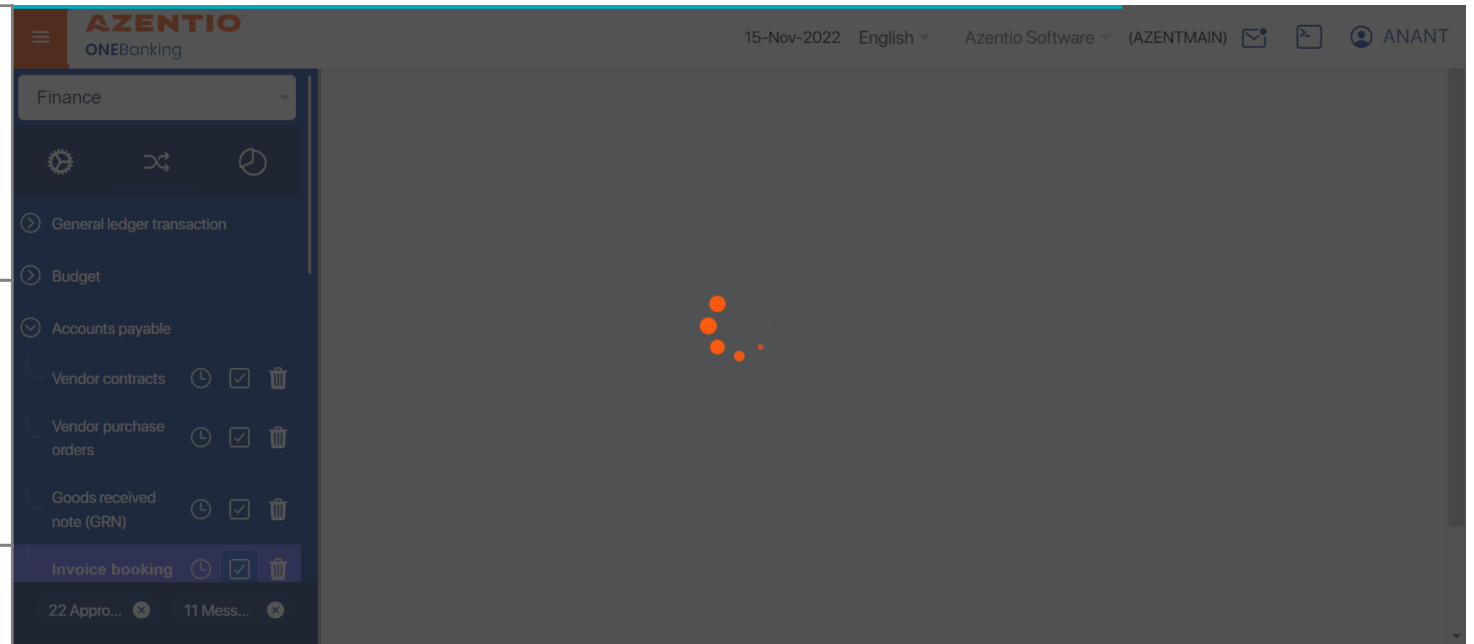 AZENTIO
ONEBanking
15-Nov-2022 English Azentio Software (AZENTMAIN) ANANT
Finance
General ledger transaction
Budget
Accounts payable
Vendor contracts
Vendor purchase
orders
Goods received
note (GRN)
Invoice booking
22 Appro... 11 Mess...